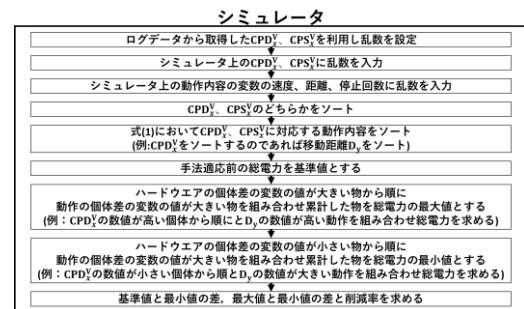 シミュレータ
ログデータから取得したCPD_x^V、CPS_x^Vを利用し乱数を設定
シミュレータ上のCPD_x^V、CPS_x^Vに乱数を入力
シミュレータ上の動作内容の変数の速度、距離、停止回数に乱数を入力
CPD_x^V、CPS_x^Vのどちらかをソート
式(1)においてCPD_x^V、CPS_x^Vに対応する動作内容をソート
(例:CPD_x^Vをソートするのであれば移動距離D_yをソート)
手法適応前の総電力を基準値とする
ハードウエアの個体差の変数の値が大きい物から順に
動作の個体差の変数の値が大きい物を組み合わせ累計した物を総電力の最大値とする
(例：CPD_x^Vの数値が高い個体から順にとD_yの数値が高い動作を組み合わせ総電力を求める)
ハードウエアの個体差の変数の値が小さい物から順に
動作の個体差の変数の値が大きい物を組み合わせ累計した物を総電力の最小値とする
(例：CPD_x^Vの数値が小さい個体から順とD_yの数値が大きい動作を組み合わせ総電力を求める)
基準値と最小値の差，最大値と最小値の差と削減率を求める